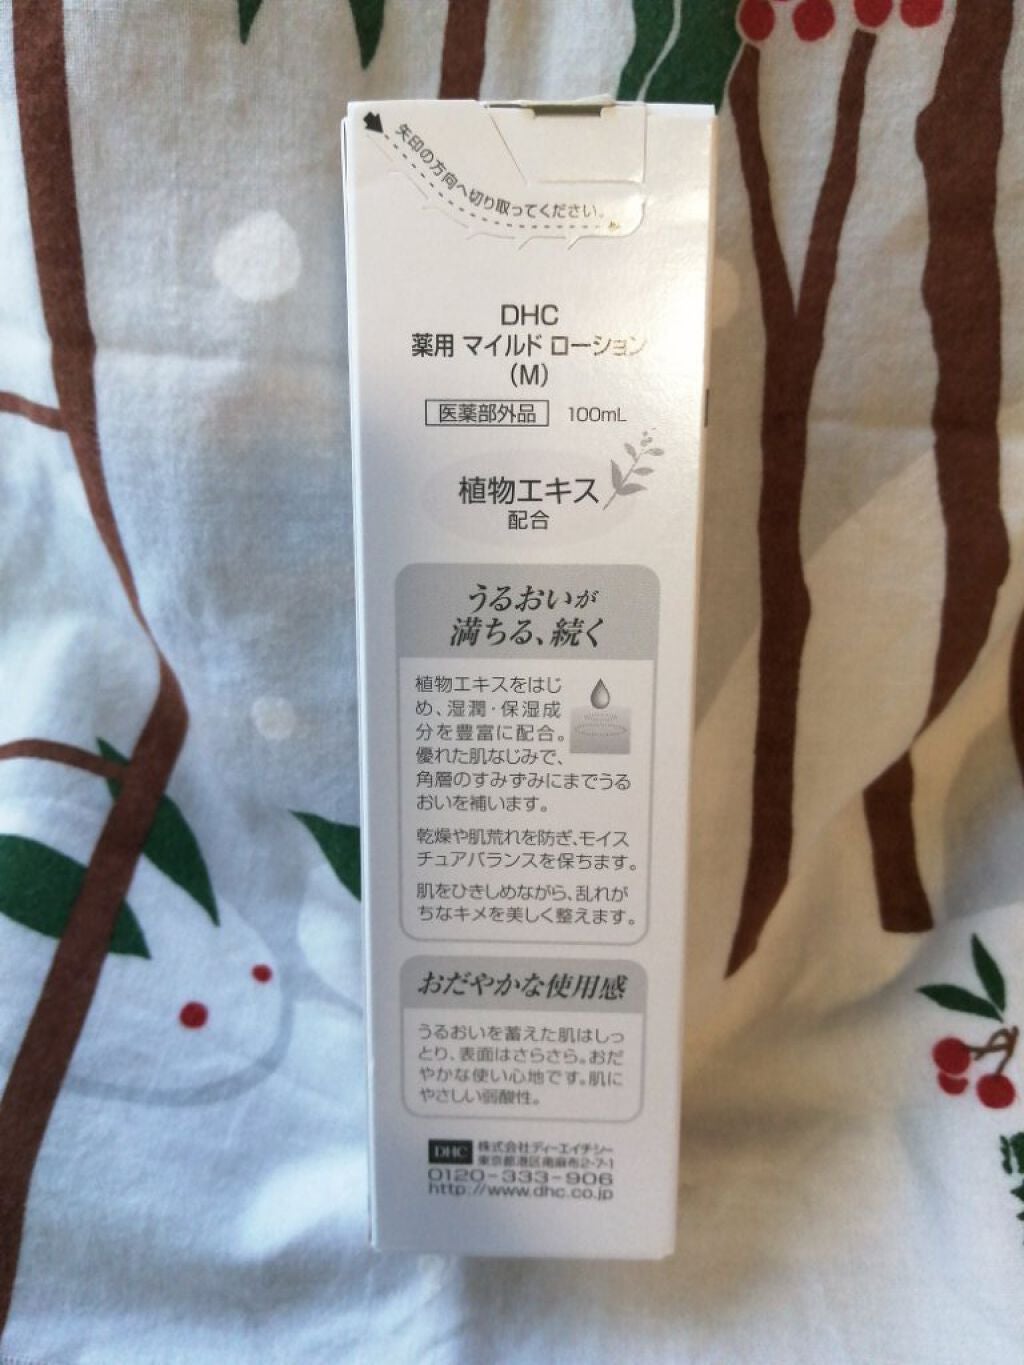 矢印の方向へ切り取ってください。
DHC
薬用 マイルド ローション
(M)
医薬部外品 100mL
植物エキス
配合
うるおいが
満ちる、続く
植物エキスをはじ
め、湿潤・保湿成
分を豊富に配合。
優れた肌なじみで、
角層のすみずみにまでうる
おいを補います。
乾燥や肌荒れを防ぎ、モイス
チュアバランスを保ちます。
肌をひきしめながら、乱れが
ちなキメを美しく整えます。
おだやかな使用感
うるおいを蓄えた肌はしっ
とり、表面はさらさら。おだ
やかな使い心地です。肌に
やさしい弱酸性。
DHC 株式会社ディーエイチシー
東京都港区南麻布2-7-1
0120-333-906
http://www.dhc.co.jp